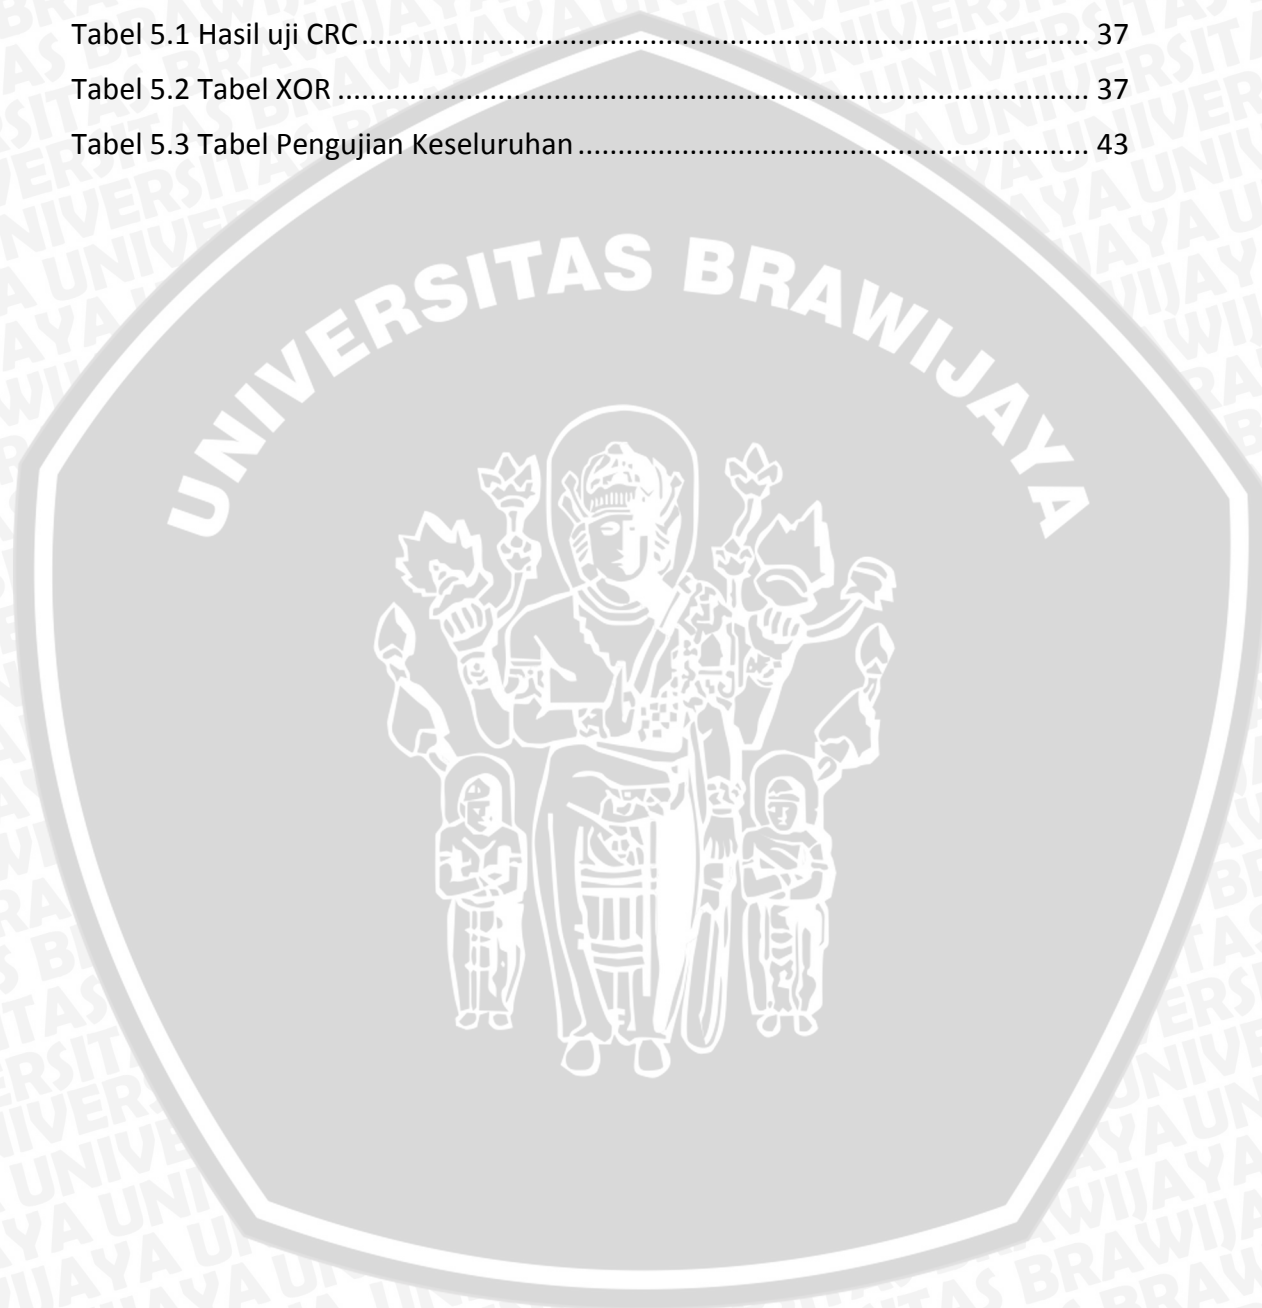 Tabel 5.1 Hasil uji CRC............................................................................................. 37
Tabel 5.2 Tabel XOR ................................................................................................ 37
Tabel 5.3 Tabel Pengujian Keseluruhan ................................................................. 43
UNIVERSITAS BRAWIJAYA